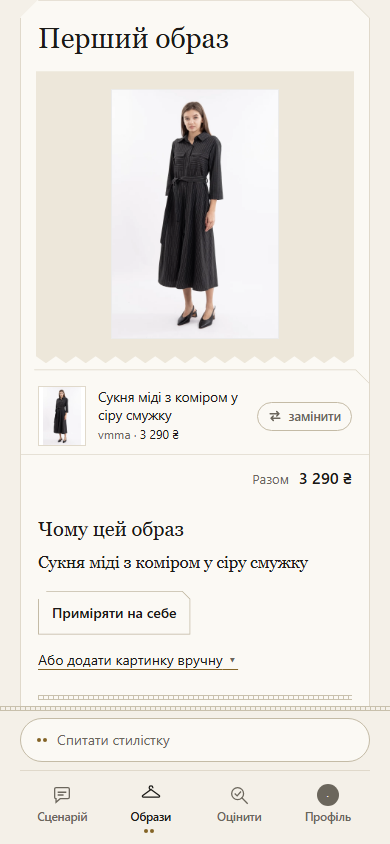 Перший образ
Сукня міді з коміром у
сіру смужку
vmma · 3 290 ₴
замінити
Разом 3 290 ₴
Чому цей образ
Сукня міді з коміром у сіру смужку
Приміряти на себе
Або додати картинку вручну
Спитати стилістку
Сценарій
Образи
Оцінити
Профіль